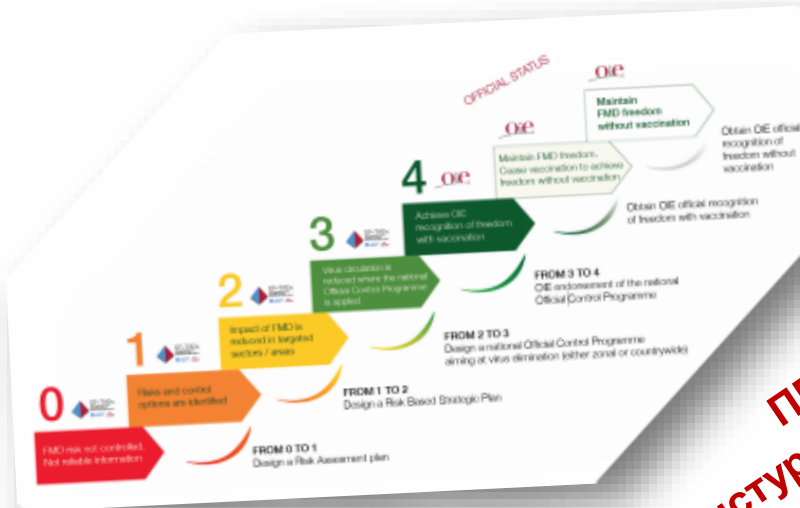 OFFICIAL STATUS
Oie
Maintain
FMD freedom
without vaccination
Obtain OIE official
recognition of
freedom without
vaccination
Oie
Maintain FMD freedom.
Cease vaccination to achieve
freedom without vaccination
Obtain OIE official recognition
of freedom with vaccination
4
Oie
Achieve OIE
recognition of freedom
with vaccination
FROM 3 TO 4
OIE endorsement of the national
Official Control Programme
3
Virus circulation is
reduced where the national
Official Control Programme
is applied
FROM 2 TO 3
Design a national Official Control Programme
aiming at virus elimination (either zonal or countrywide)
2
Impact of FMD is
reduced in targeted
sectors / areas
FROM 1 TO 2
Design a Risk Based Strategic Plan
1
Risks and control
options are identified
FROM 0 TO 1
Design a Risk Assessment plan
0
FMD risk not controlled.
Not reliable information